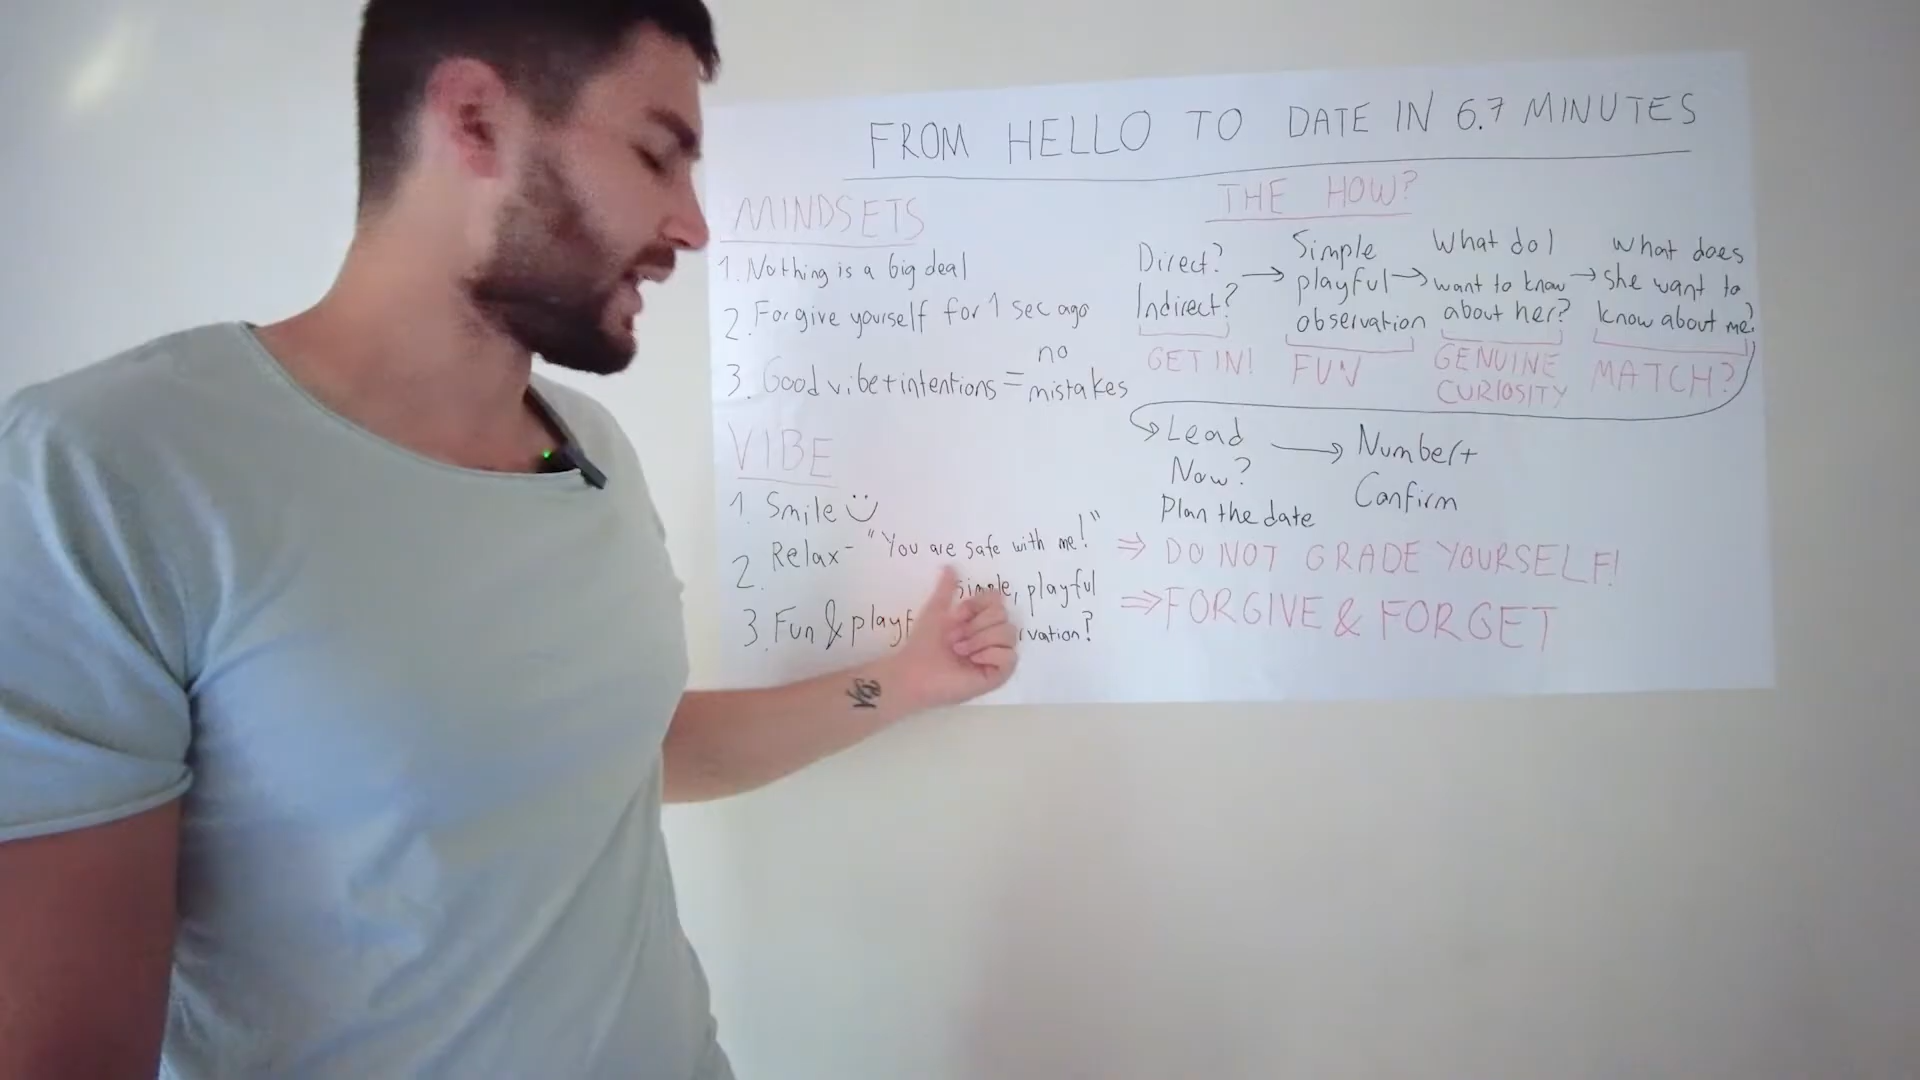 FROM HELLO TO DATE IN 6.7 MINUTES
MINDSETS
1. Nothing is a big deal
2. Forgive yourself for 1 sec ago
3. Good vibe + intentions = no mistakes
VIBE
1. Smile
2. Relax - "You are safe with me!"
3. Fun & playf
simple, playful
vation?
THE HOW?
Direct?
Indirect?
GET IN!
→ Simple
playful
observation
FUN
→ What do I
want to know
about her?
GENUINE
CURIOSITY
→ What does
she want to
know about me?
MATCH?
Lead
Now?
Plan the date
→ Number +
Confirm
⇒ DO NOT GRADE YOURSELF!
⇒ FORGIVE & FORGET